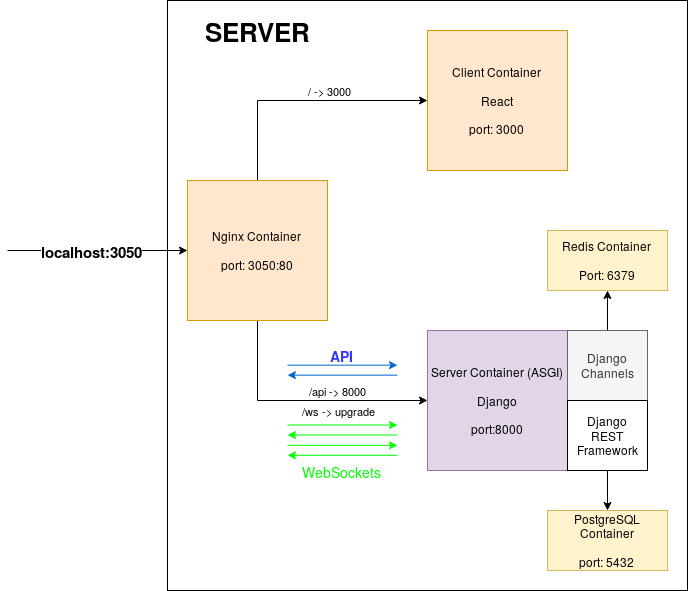 SERVER
Client Container
React
port: 3000
/ -> 3000
Nginx Container
port: 3050:80
localhost:3050
Redis Container
Port: 6379
API
/api -> 8000
/ws -> upgrade
WebSockets
Server Container (ASGI)
Django
port:8000
Django
Channels
Django
REST
Framework
PostgreSQL
Container
port: 5432